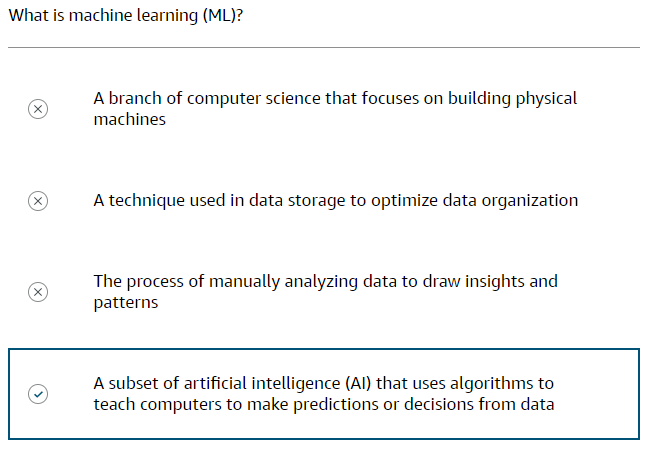 What is machine learning (ML)?
A branch of computer science that focuses on building physical
machines
A technique used in data storage to optimize data organization
The process of manually analyzing data to draw insights and
patterns
A subset of artificial intelligence (AI) that uses algorithms to
teach computers to make predictions or decisions from data